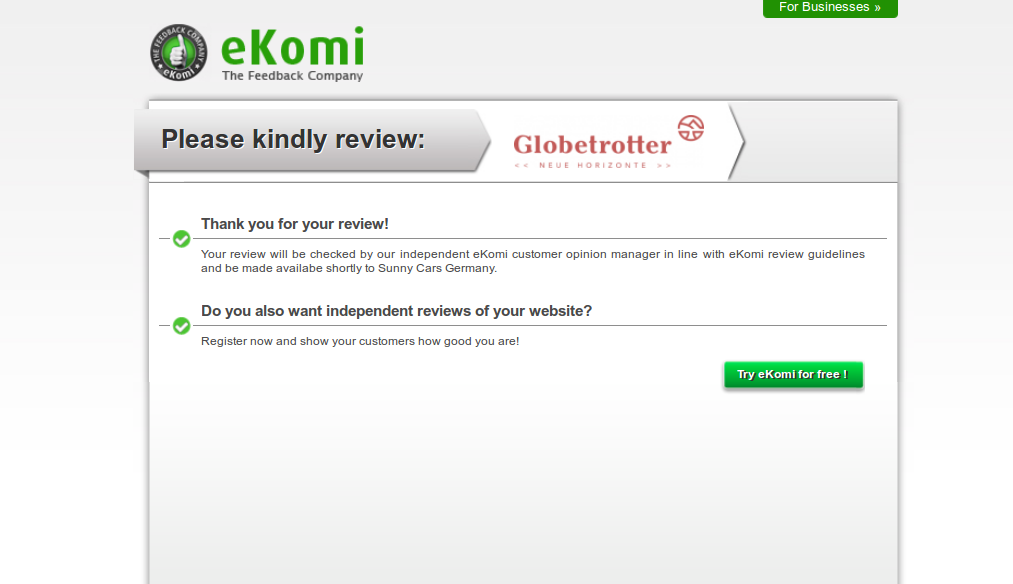 For Businesses »
THE FEEDBACK COMPANY
eKomi
eKomi
The Feedback Company
Please kindly review:
Globetrotter
<< NEUE HORIZONTE >>
Thank you for your review!
Your review will be checked by our independent eKomi customer opinion manager in line with eKomi review guidelines
and be made availabe shortly to Sunny Cars Germany.
Do you also want independent reviews of your website?
Register now and show your customers how good you are!
Try eKomi for free !